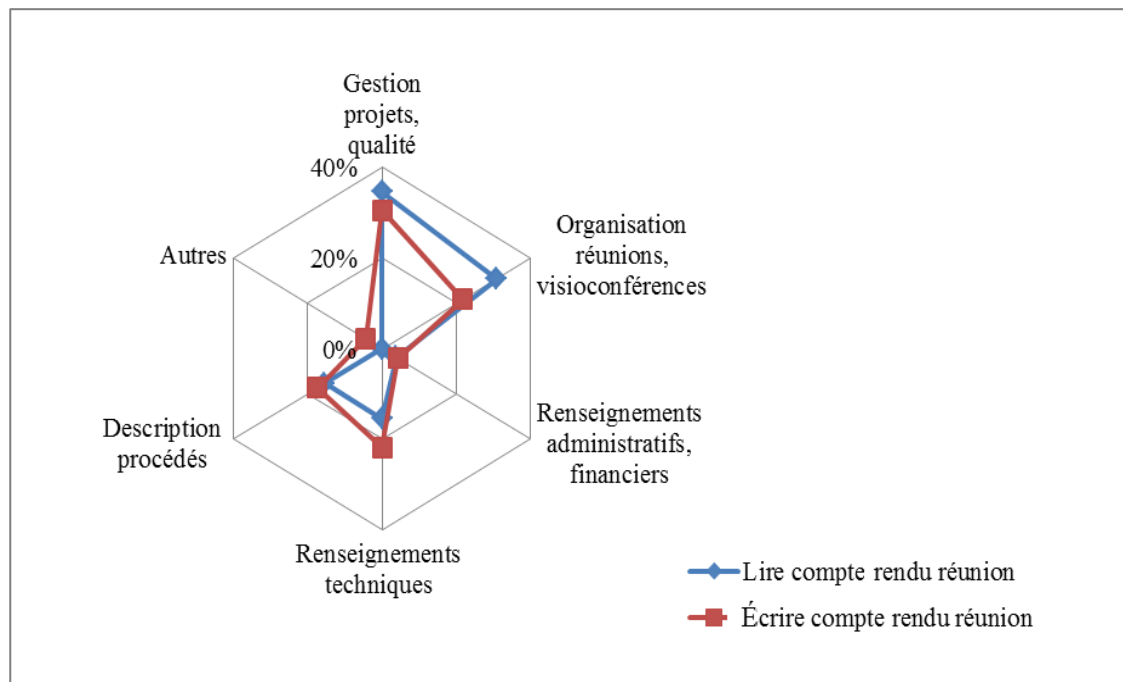 Gestion
projets,
qualité
40%
Organisation
réunions,
visioconférences
Autres
20%
0%
Renseignements
administratifs,
financiers
Description
procédés
Renseignements
techniques
Lire compte rendu réunion
Écrire compte rendu réunion